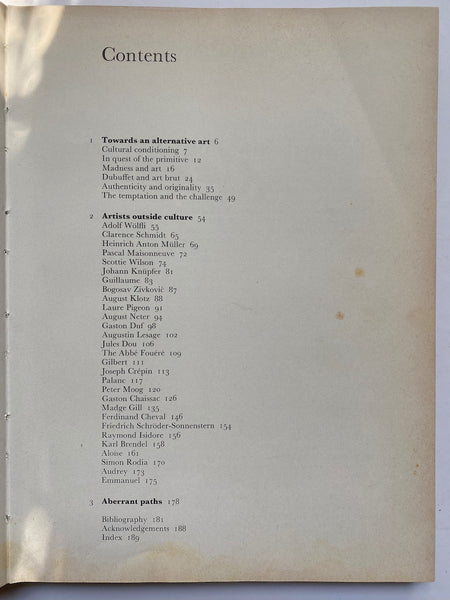 Contents
1 Towards an alternative art 6
Cultural conditioning 7
In quest of the primitive 12
Madness and art 16
Dubuffet and art brut 24
Authenticity and originality 35
The temptation and the challenge 49
2 Artists outside culture 54
Adolf Wölfli 55
Clarence Schmidt 65
Heinrich Anton Müller 69
Pascal Maisonneuve 72
Scottie Wilson 74
Johann Knüpfer 81
Guillaume 83
Bogosav Živković 87
August Klotz 88
Laure Pigeon 91
August Neter 94
Gaston Duf 98
Augustin Lesage 102
Jules Dou 106
The Abbé Fouéré 109
Gilbert 111
Joseph Crépin 113
Palanc 117
Peter Moog 120
Gaston Chaissac 126
Madge Gill 135
Ferdinand Cheval 146
Friedrich Schröder-Sonnenstern 154
Raymond Isidore 156
Karl Brendel 158
Aloïse 161
Simon Rodia 170
Audrey 173
Emmanuel 175
3 Aberrant paths 178
Bibliography 181
Acknowledgements 188
Index 189